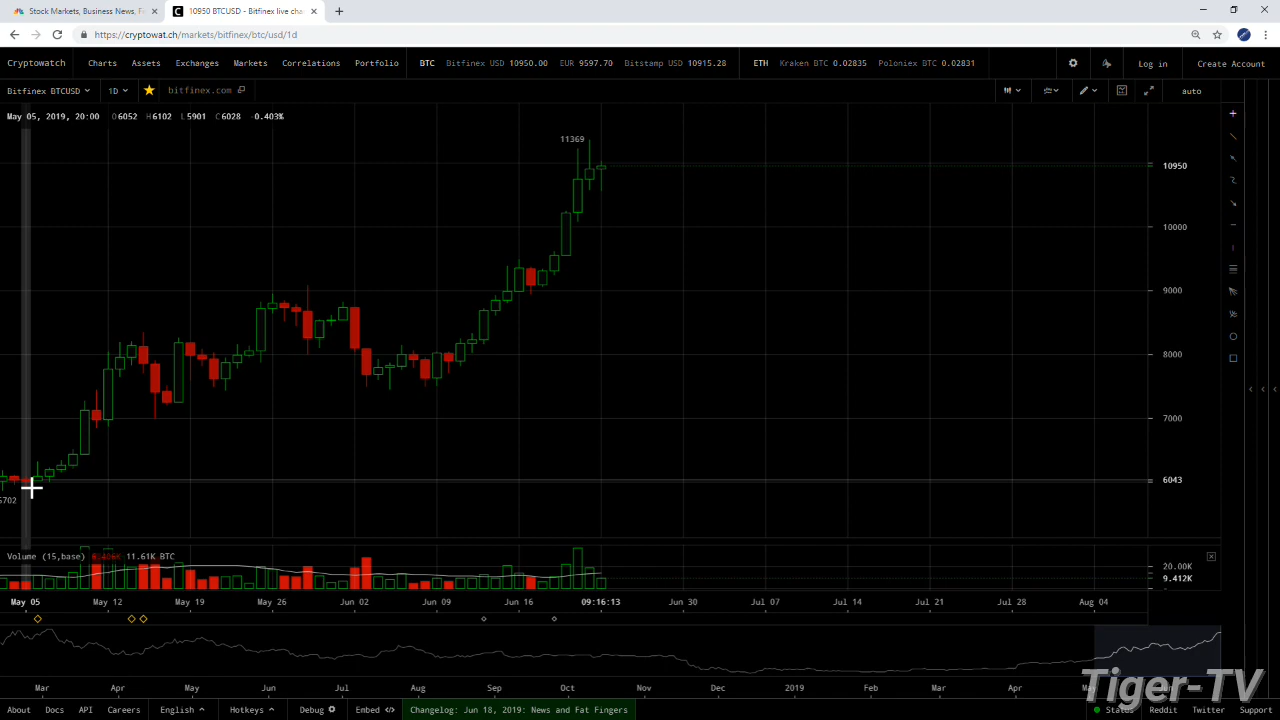 Stock Markets, Business News, F
10950 BTCUSD - Bitfinex live cha
https://cryptowat.ch/markets/bitfinex/btc/usd/1d
Cryptowatch Charts Assets Exchanges Markets Correlations Portfolio BTC Bitfinex USD 10950.00 EUR 9597.70 Bitstamp USD 10915.28 ETH Kraken BTC 0.02835 Poloniex BTC 0.02831 Log in Create Account
Bitfinex BTCUSD 1D bitfinex.com auto
May 05, 2019, 20:00 O6052 H6102 L5901 C6028 -0.403%
11369
10950
10000
9000
8000
7000
6043
5702
Volume (15,base) 11.61K BTC
20.00K
9.412K
May 05 May 12 May 19 May 26 Jun 02 Jun 09 Jun 16 09:16:13 Jun 30 Jul 07 Jul 14 Jul 21 Jul 28 Aug 04
Mar Apr May Jun Jul Aug Sep Oct Nov Dec 2019 Feb Mar Apr
Tiger-TV
About Docs API Careers English Hotkeys Debug Embed Changelog: Jun 18, 2019: News and Fat Fingers Status Reddit Twitter Support